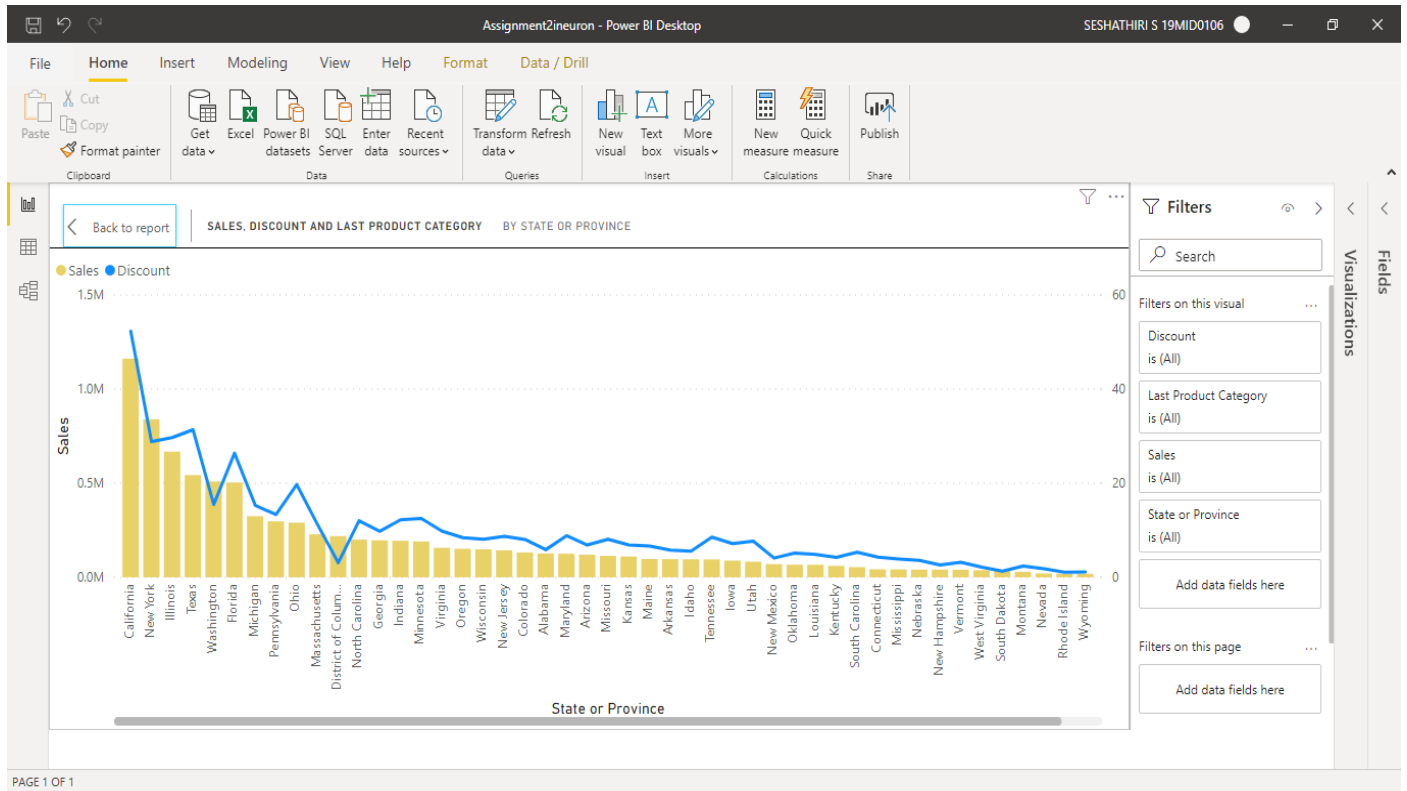 Assignment2ineuron - Power BI Desktop
SESHATHIRI S 19MID0106
File Home Insert Modeling View Help Format Data / Drill
Paste
Cut
Copy
Format painter
Clipboard
Get data
Excel
Power BI datasets
SQL Server
Enter data
Recent sources
Data
Transform data
Refresh
Queries
New visual
Text box
More visuals
Insert
New measure
Quick measure
Calculations
Publish
Share
Back to report
SALES, DISCOUNT AND LAST PRODUCT CATEGORY BY STATE OR PROVINCE
Sales Discount
1.5M
1.0M
0.5M
0.0M
Sales
60
40
20
0
California
New York
Illinois
Texas
Washington
Florida
Michigan
Pennsylvania
Ohio
Massachusetts
District of Colum...
North Carolina
Georgia
Indiana
Minnesota
Virginia
Oregon
Wisconsin
New Jersey
Colorado
Alabama
Maryland
Arizona
Missouri
Kansas
Maine
Arkansas
Idaho
Tennessee
Iowa
Utah
New Mexico
Oklahoma
Louisiana
Kentucky
South Carolina
Connecticut
Mississippi
Nebraska
New Hampshire
Vermont
West Virginia
South Dakota
Montana
Nevada
Rhode Island
Wyoming
State or Province
Filters
Search
Filters on this visual
Discount
is (All)
Last Product Category
is (All)
Sales
is (All)
State or Province
is (All)
Add data fields here
Filters on this page
Add data fields here
Visualizations
Fields
PAGE 1 OF 1